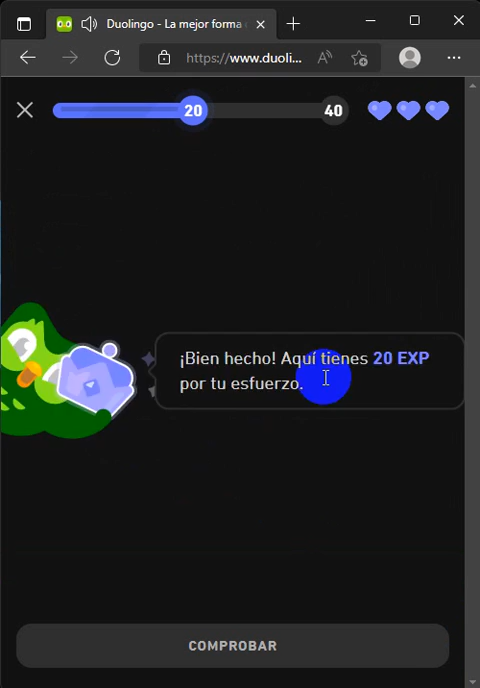 Duolingo - La mejor forma
https://www.duoli...
20
40
¡Bien hecho! Aquí tienes 20 EXP
por tu esfuerzo.
COMPROBAR